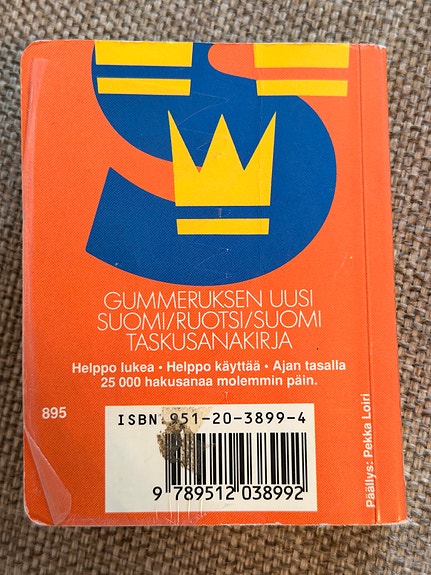 GUMMERUKSEN UUSI
SUOMI/RUOTSI/SUOMI
TASKUSANAKIRJA
Helppo lukea • Helppo käyttää • Ajan tasalla
25 000 hakusanaa molemmin päin.
895
ISBN 951-20-3899-4
9 789512 038992
Päällys: Pekka Loiri